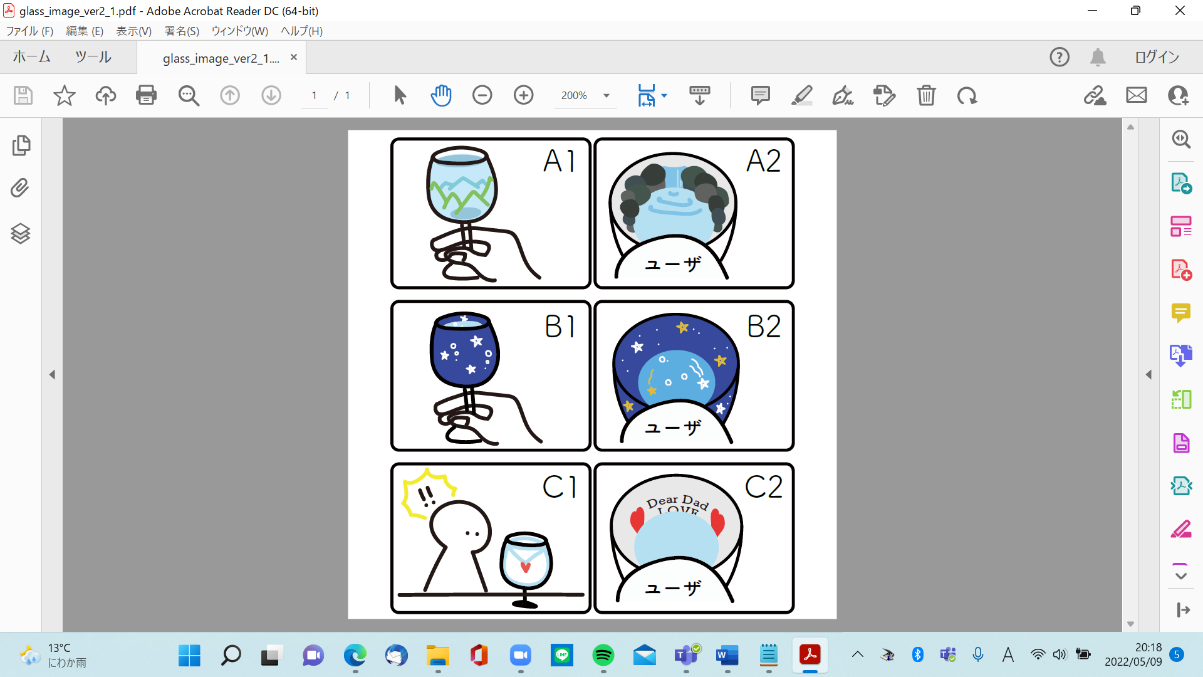 glass_image_ver2_1.pdf - Adobe Acrobat Reader DC (64-bit)
ファイル (F) 編集 (E) 表示(V) 署名(S) ウィンドウ(W) ヘルプ(H)
ホーム ツール glass_image_ver2_1.... × ログイン
1 / 1 200%
A1 A2
ユーザ
B1 B2
ユーザ
!! C1 C2
Dear Dad
LOVE
ユーザ
13°C
にわか雨
A
20:18
2022/05/09
5